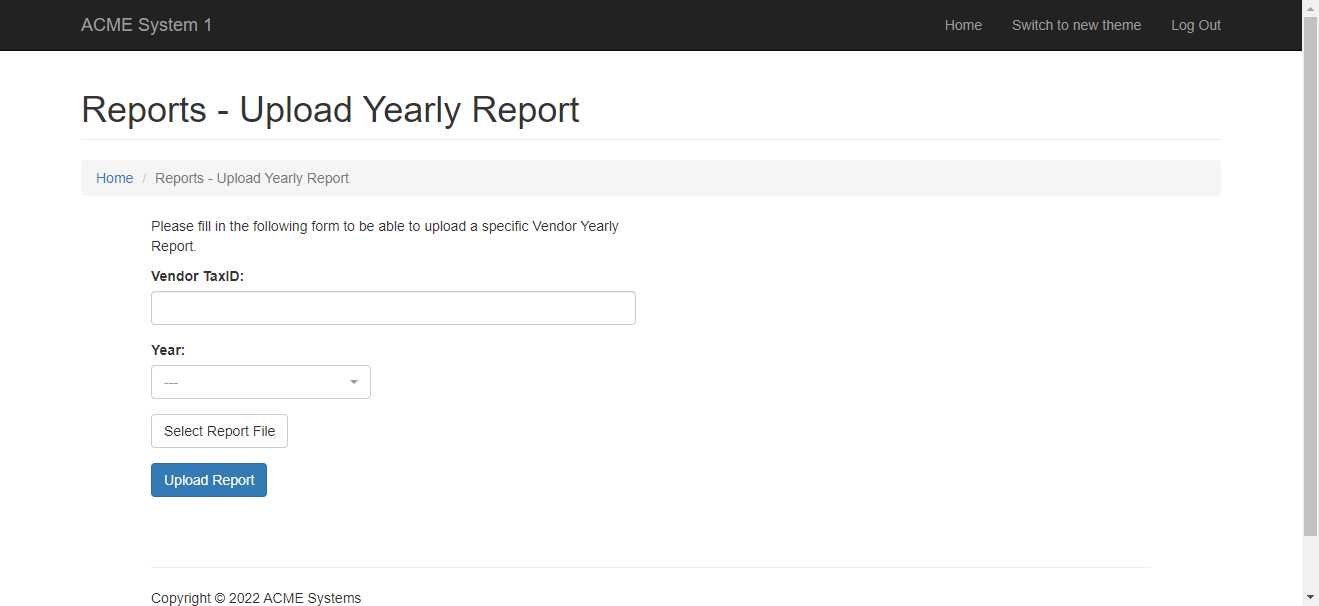 ACME System 1
Home
Switch to new theme
Log Out
Reports - Upload Yearly Report
Home / Reports - Upload Yearly Report
Please fill in the following form to be able to upload a specific Vendor Yearly
Report.
Vendor TaxID:
Year:
---
Select Report File
Upload Report
Copyright © 2022 ACME Systems